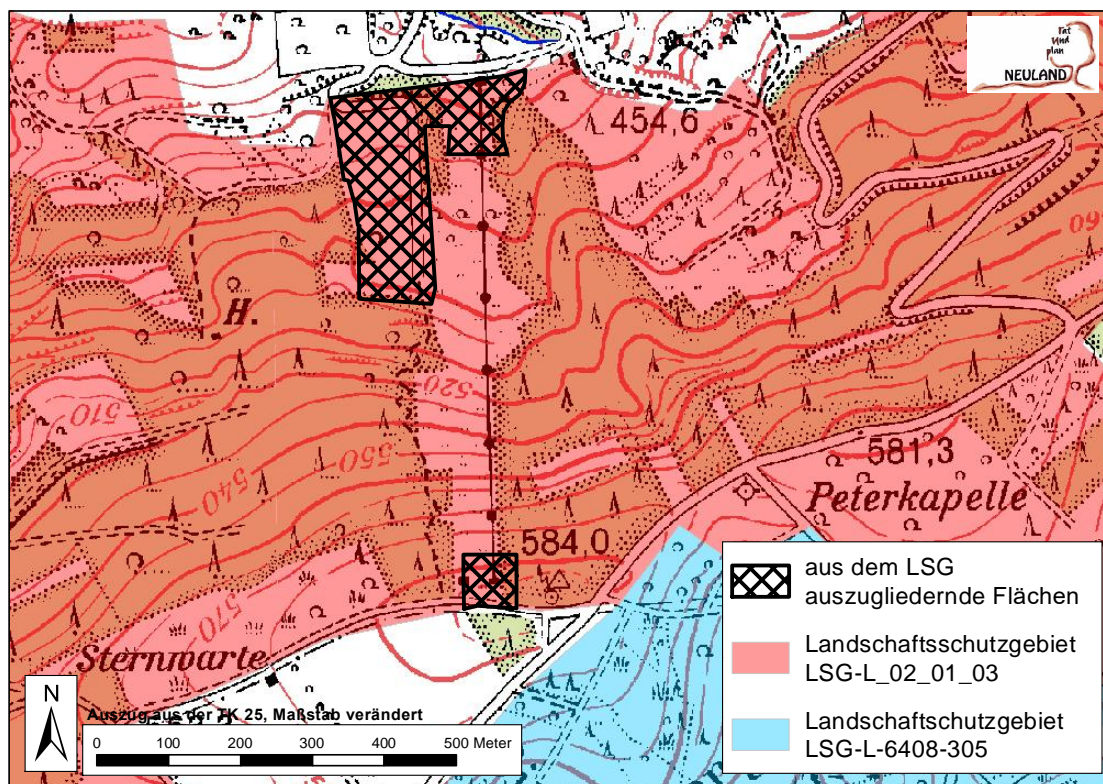 rat
und
plan
NEULAND
454,6
H.
520
510
550
540
581,3
Peterkapelle
584,0
570
Sternwarte
aus dem LSG
auszugliedernde Flächen
Landschaftsschutzgebiet
LSG-L_02_01_03
Landschaftschutzgebiet
LSG-L-6408-305
N
Auszug aus der TK 25, Maßstab verändert
0 100 200 300 400 500 Meter